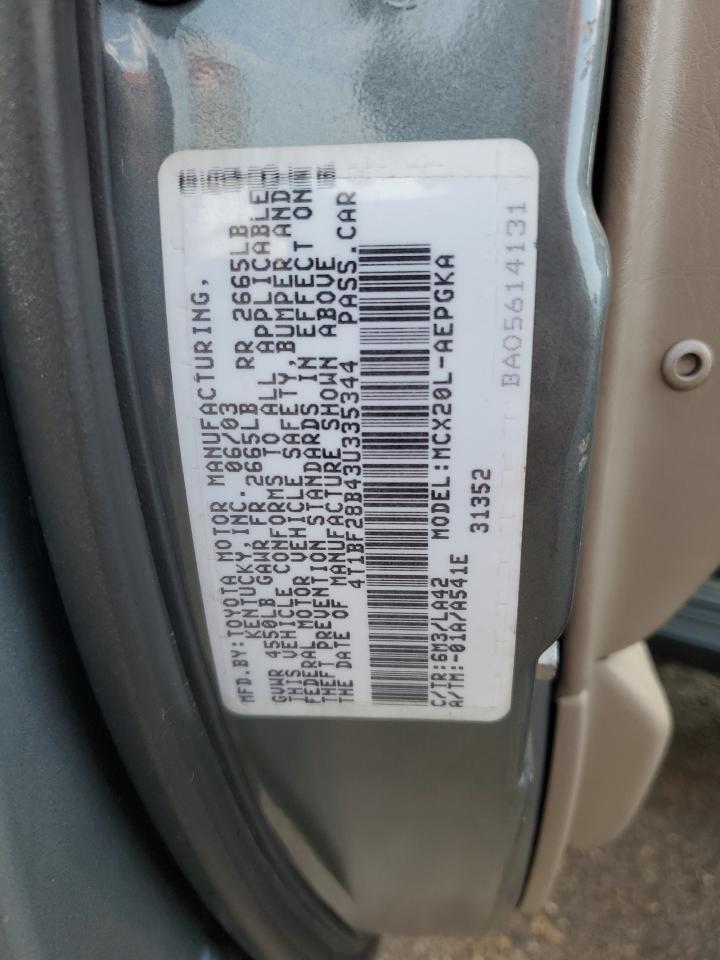 MFD.BY:TOYOTA MOTOR MANUFACTURING,
KENTUCKY,INC. 06/03
GVWR 4550LB GAWR FR 2665LB RR 2665LB
THIS VEHICLE CONFORMS TO ALL APPLICABLE
FEDERAL MOTOR VEHICLE SAFETY, BUMPER AND
THEFT PREVENTION STANDARDS IN EFFECT ON
THE DATE OF MANUFACTURE SHOWN ABOVE
4T1BF28B43U335344 PASS.CAR
C/TR:6M3/LA42 MODEL:MCX20L-AEPGKA
A/TM:-01A/A541E 31352
BA05614131